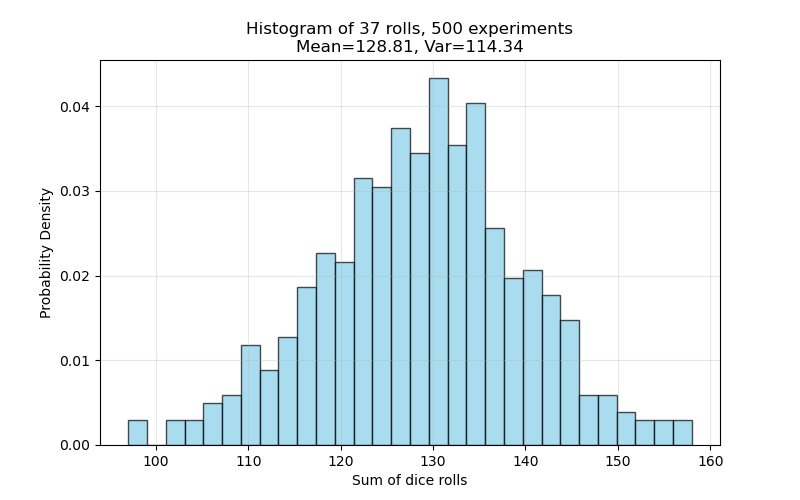 Histogram of 37 rolls, 500 experiments
Mean=128.81, Var=114.34
0.04
0.03
0.02
0.01
0.00
Probability Density
100 110 120 130 140 150 160
Sum of dice rolls